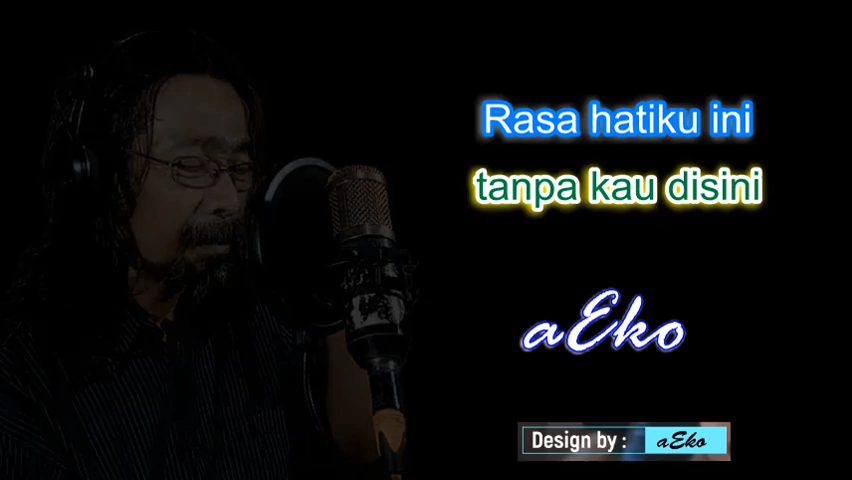 Rasa hatiku ini
tanpa kau disini
aEko
Design by : aEko